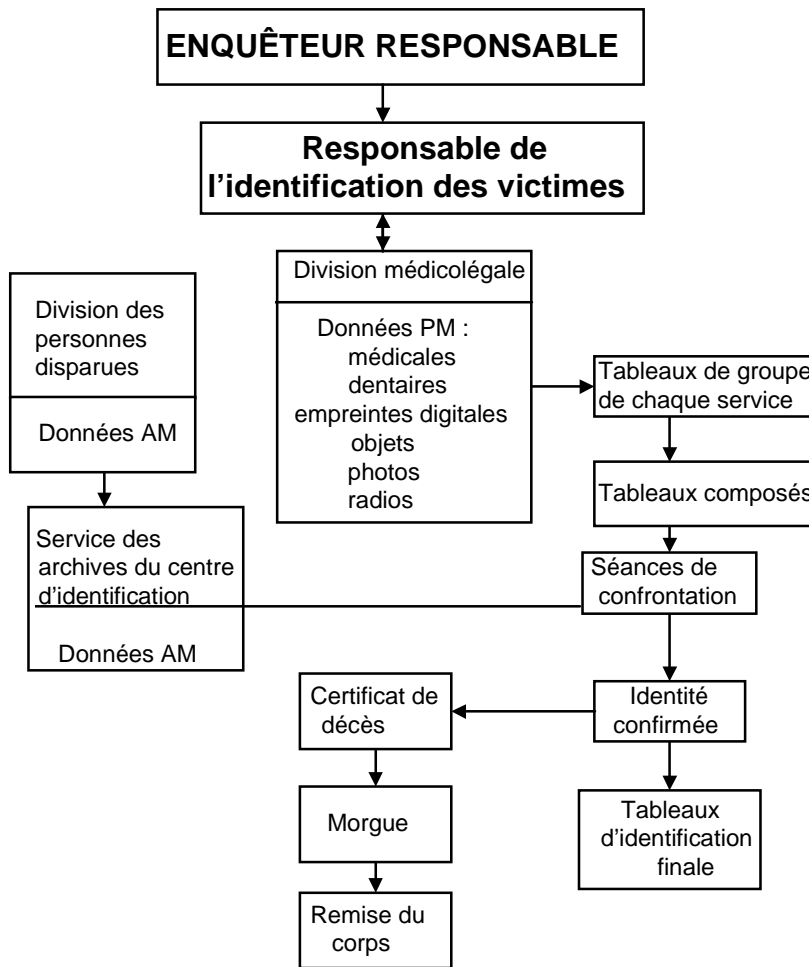 ENQUÊTEUR RESPONSABLE
Responsable de
l’identification des victimes
Division médicolégale
Données PM :
médicales
dentaires
empreintes digitales
objets
photos
radios
Division des
personnes
disparues
Données AM
Service des
archives du centre
d’identification
Données AM
Tableaux de groupe
de chaque service
Tableaux composés
Séances de
confrontation
Identité
confirmée
Certificat de
décès
Morgue
Remise du
corps
Tableaux
d’identification
finale